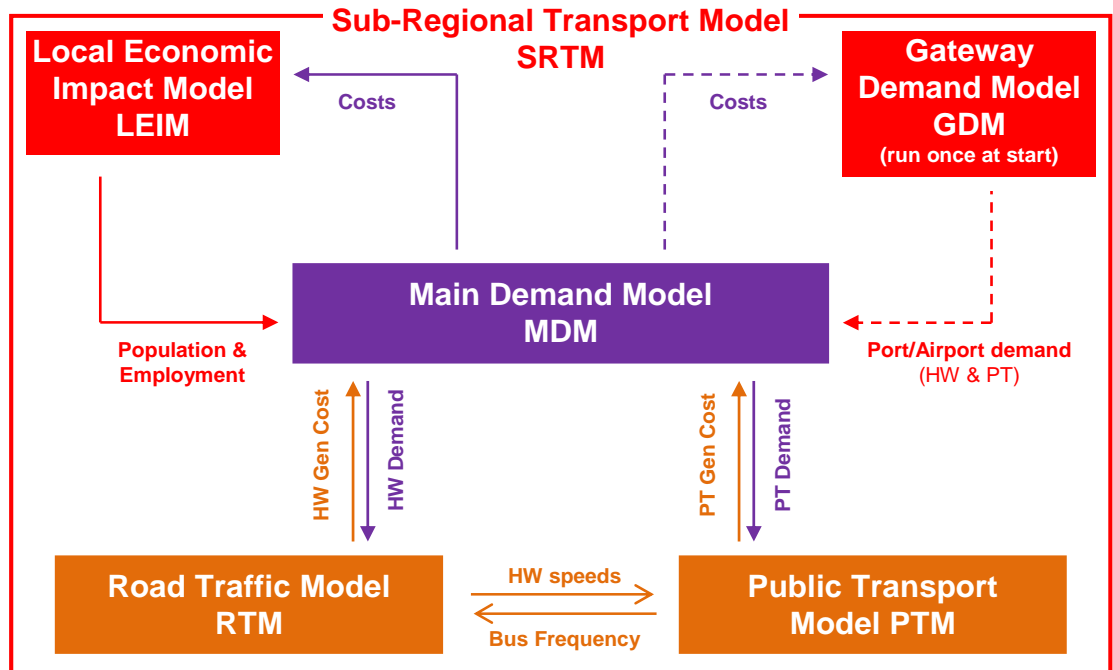 Sub-Regional Transport Model
SRTM
Local Economic
Impact Model
LEIM
Gateway
Demand Model
GDM
(run once at start)
Costs
Costs
Main Demand Model
MDM
Population &
Employment
Port/Airport demand
(HW & PT)
HW Gen Cost
HW Demand
PT Gen Cost
PT Demand
Road Traffic Model
RTM
HW speeds
Bus Frequency
Public Transport
Model PTM